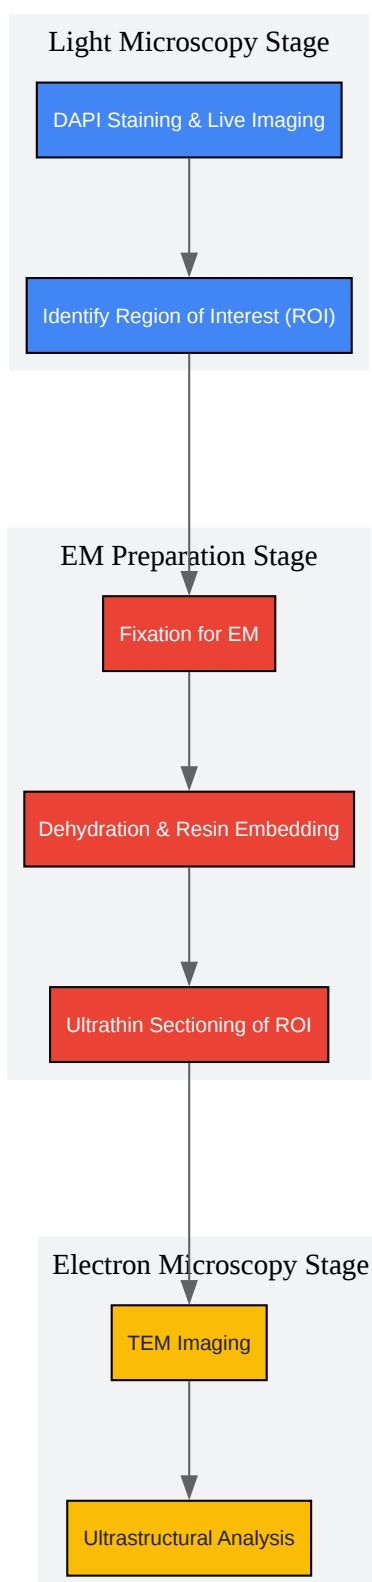 Light Microscopy Stage
DAPI Staining & Live Imaging
Identify Region of Interest (ROI)
EM Preparation Stage
Fixation for EM
Dehydration & Resin Embedding
Ultrathin Sectioning of ROI
Electron Microscopy Stage
TEM Imaging
Ultrastructural Analysis